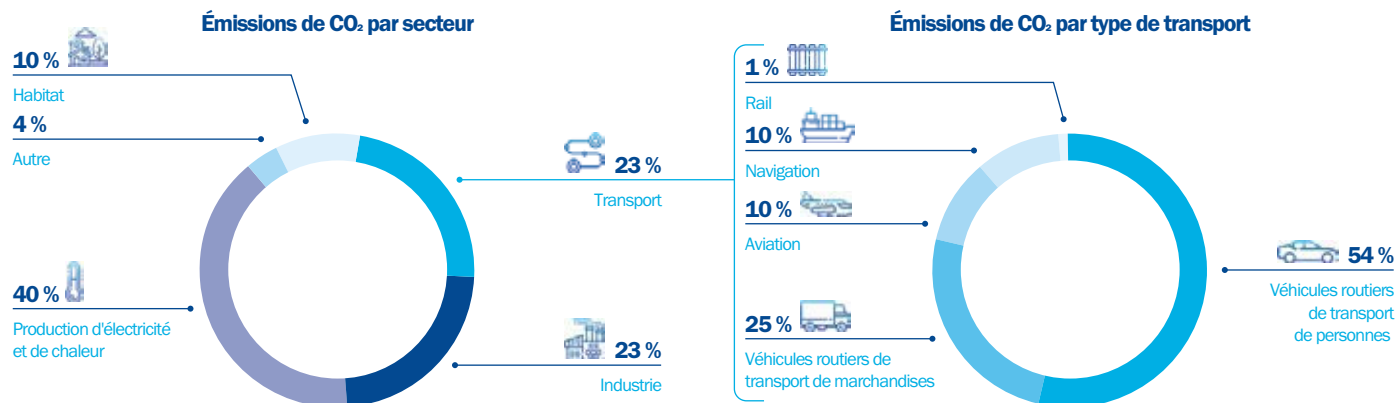 Émissions de CO₂ par secteur
10 %
Habitat
4 %
Autre
40 %
Production d'électricité
et de chaleur
23 %
Transport
23 %
Industrie
Émissions de CO₂ par type de transport
1 %
Rail
10 %
Navigation
10 %
Aviation
25 %
Véhicules routiers de
transport de marchandises
54 %
Véhicules routiers
de transport
de personnes